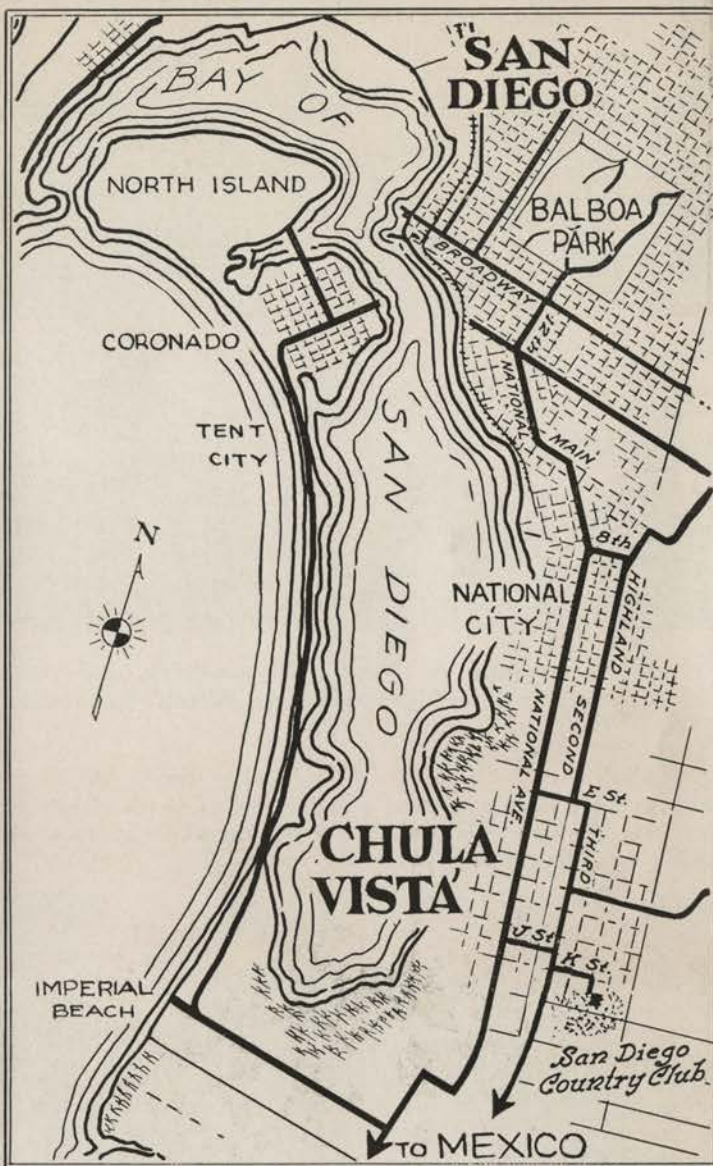 SAN
DIEGO
BAY OF
NORTH ISLAND
BALBOA
PARK
BROADWAY
12th
CORONADO
NATIONAL
MAIN
TENT
CITY
SAN DIEGO
8th
N
NATIONAL
CITY
HIGHLAND
NATIONAL AVE.
SECOND
E St.
THIRD
CHULA
VISTA
J St.
K St.
IMPERIAL
BEACH
San Diego
Country Club
TO MEXICO